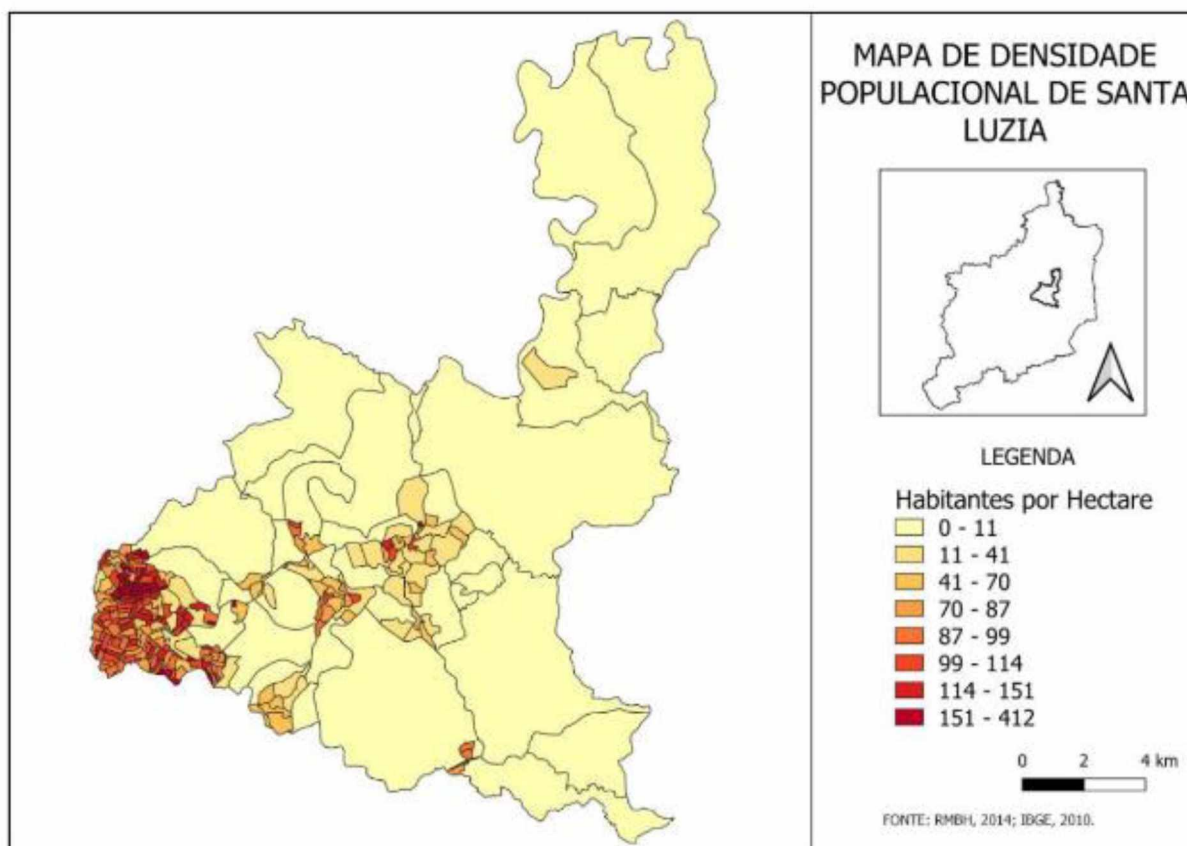 MAPA DE DENSIDADE
POPULACIONAL DE SANTA
LUZIA
LEGENDA
Habitantes por Hectare
0 - 11
11 - 41
41 - 70
70 - 87
87 - 99
99 - 114
114 - 151
151 - 412
0 2 4 km
FONTE: RMBH, 2014; IBGE, 2010.